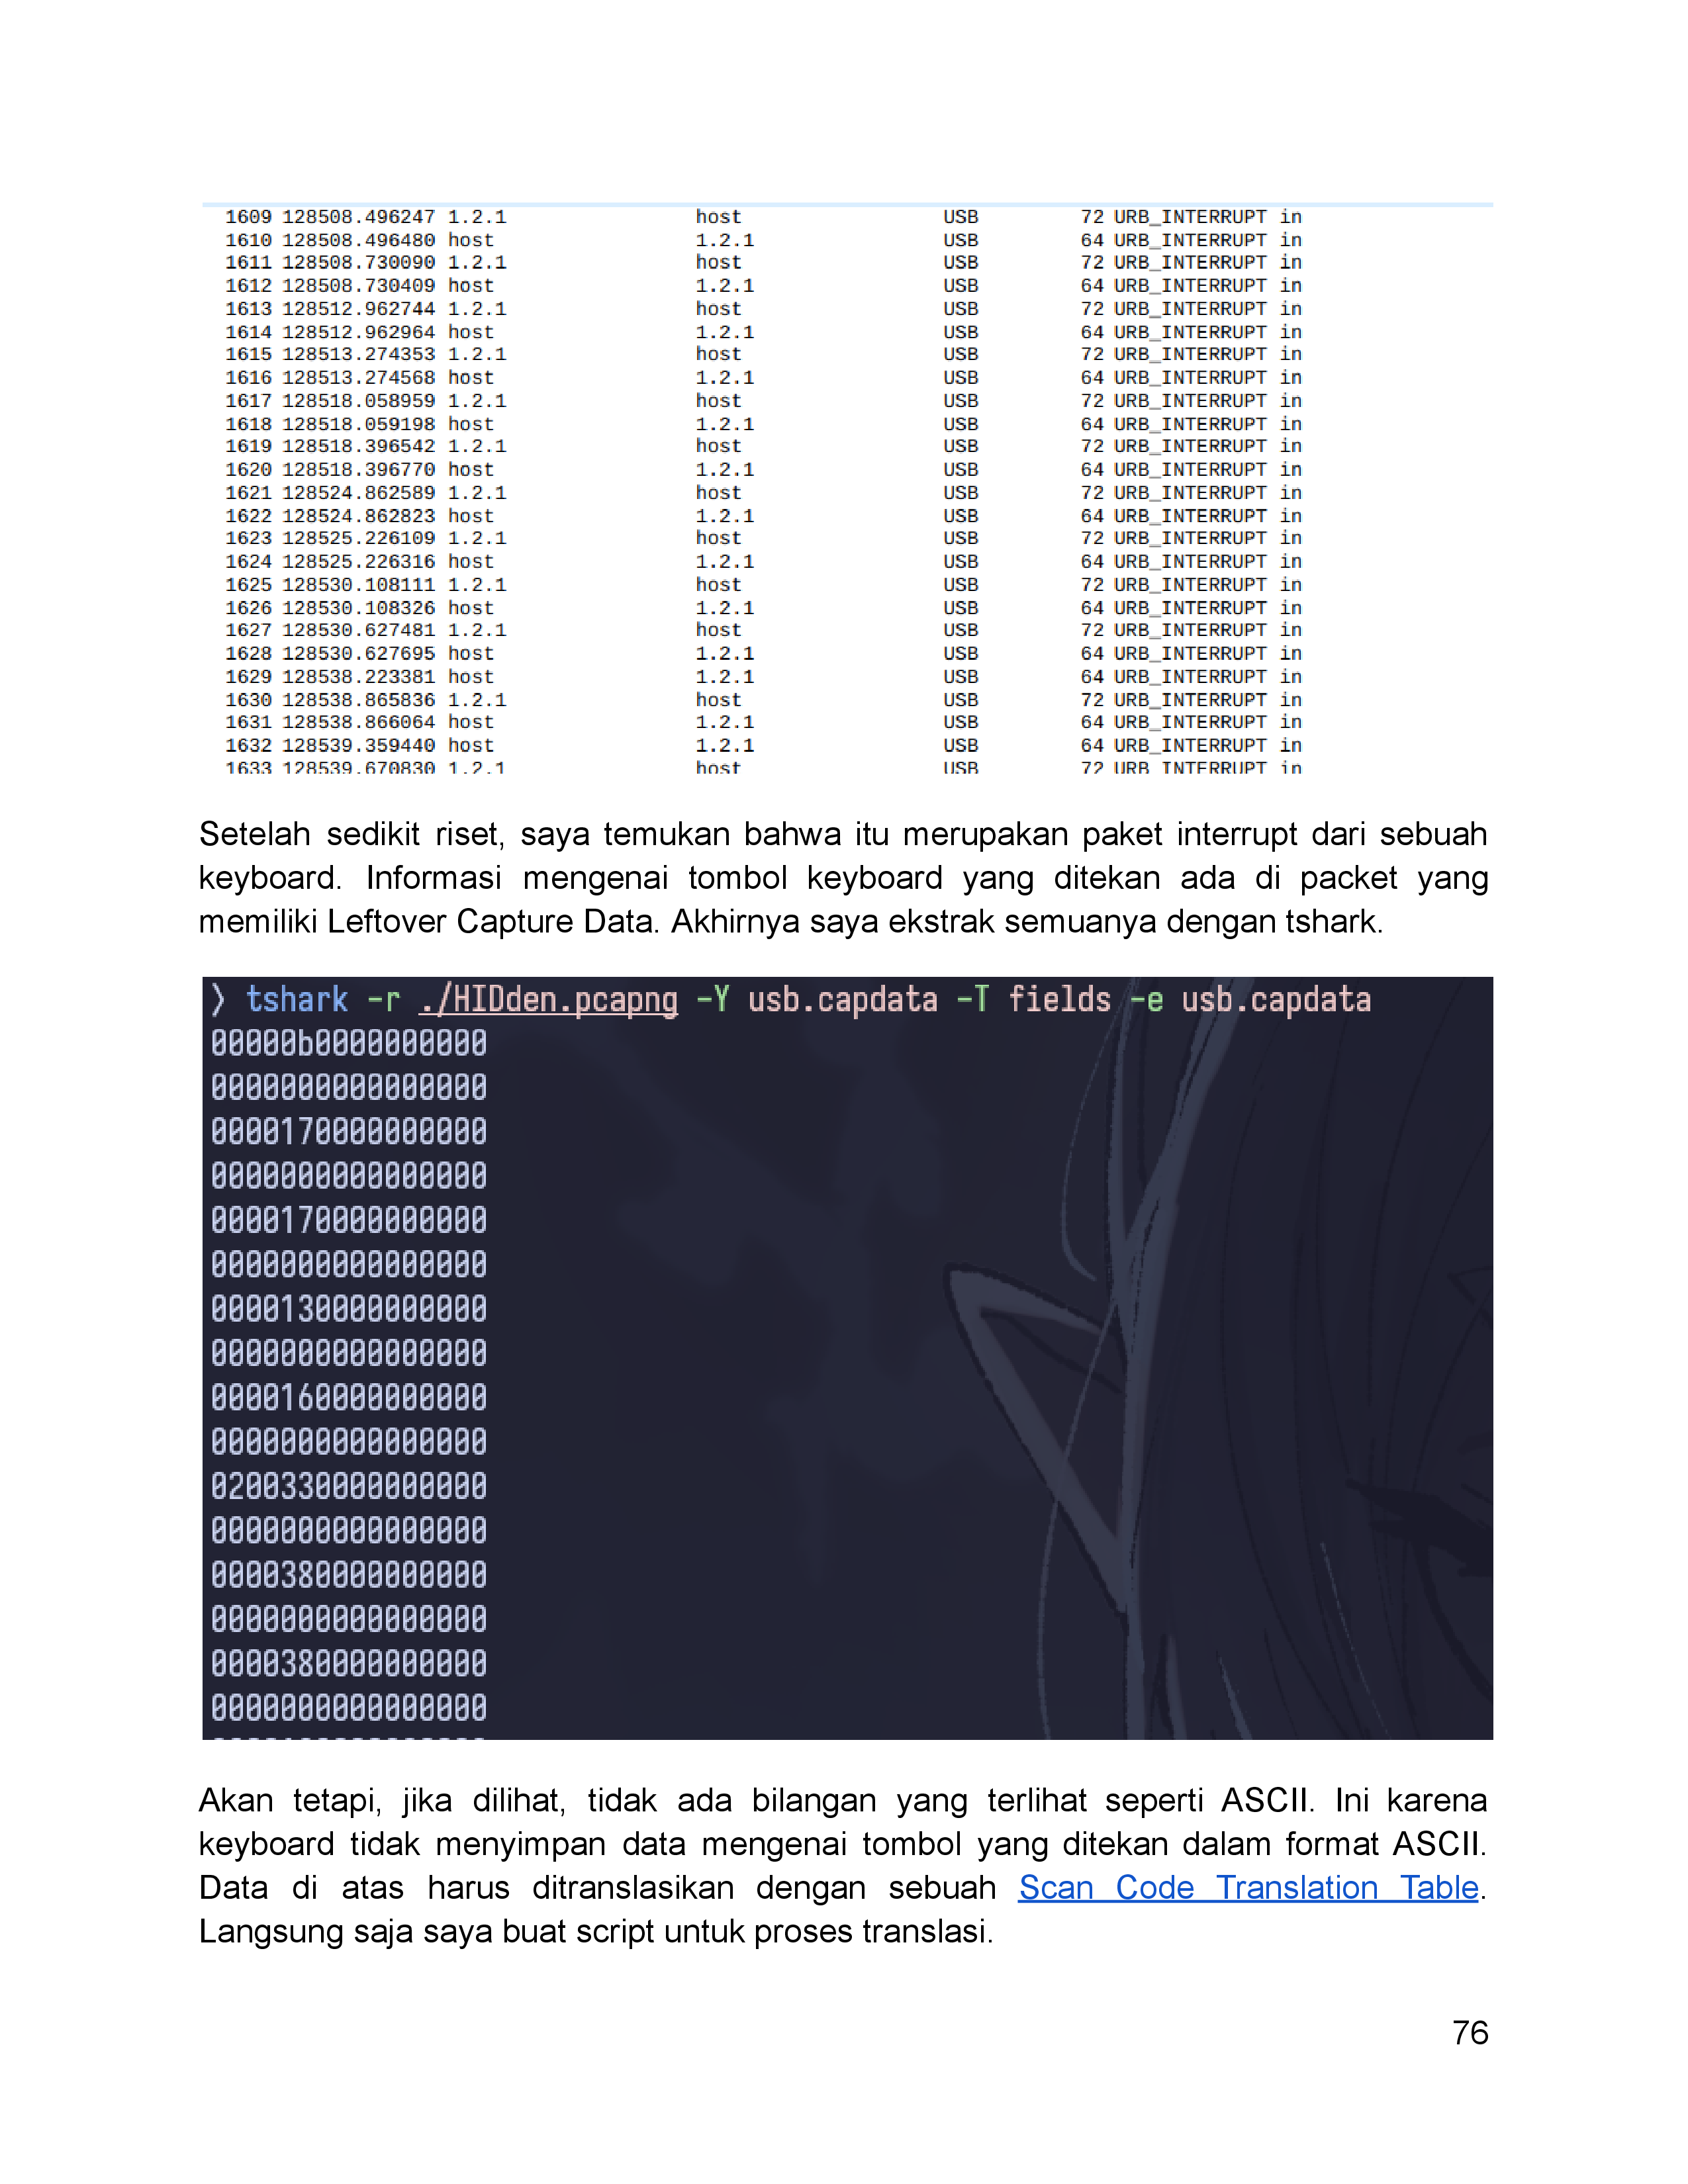 1609 128508.496247 1.2.1 host USB 72 URB_INTERRUPT in
1610 128508.496480 host 1.2.1 USB 64 URB_INTERRUPT in
1611 128508.730090 1.2.1 host USB 72 URB_INTERRUPT in
1612 128508.730409 host 1.2.1 USB 64 URB_INTERRUPT in
1613 128512.962744 1.2.1 host USB 72 URB_INTERRUPT in
1614 128512.962964 host 1.2.1 USB 64 URB_INTERRUPT in
1615 128513.274353 1.2.1 host USB 72 URB_INTERRUPT in
1616 128513.274568 host 1.2.1 USB 64 URB_INTERRUPT in
1617 128518.058959 1.2.1 host USB 72 URB_INTERRUPT in
1618 128518.059198 host 1.2.1 USB 64 URB_INTERRUPT in
1619 128518.396542 1.2.1 host USB 72 URB_INTERRUPT in
1620 128518.396770 host 1.2.1 USB 64 URB_INTERRUPT in
1621 128524.862589 1.2.1 host USB 72 URB_INTERRUPT in
1622 128524.862823 host 1.2.1 USB 64 URB_INTERRUPT in
1623 128525.226109 1.2.1 host USB 72 URB_INTERRUPT in
1624 128525.226316 host 1.2.1 USB 64 URB_INTERRUPT in
1625 128530.108111 1.2.1 host USB 72 URB_INTERRUPT in
1626 128530.108326 host 1.2.1 USB 64 URB_INTERRUPT in
1627 128530.627481 1.2.1 host USB 72 URB_INTERRUPT in
1628 128530.627695 host 1.2.1 USB 64 URB_INTERRUPT in
1629 128538.223381 host 1.2.1 USB 64 URB_INTERRUPT in
1630 128538.865836 1.2.1 host USB 72 URB_INTERRUPT in
1631 128538.866064 host 1.2.1 USB 64 URB_INTERRUPT in
1632 128539.359440 host 1.2.1 USB 64 URB_INTERRUPT in
1633 128539.670830 1.2.1 host USB 72 URB_INTERRUPT in
Setelah sedikit riset, saya temukan bahwa itu merupakan paket interrupt dari sebuah
keyboard. Informasi mengenai tombol keyboard yang ditekan ada di packet yang
memiliki Leftover Capture Data. Akhirnya saya ekstrak semuanya dengan tshark.
❯ tshark -r ./HIDden.pcapng -Y usb.capdata -T fields -e usb.capdata
00000b0000000000
0000000000000000
0000170000000000
0000000000000000
0000170000000000
0000000000000000
0000130000000000
0000000000000000
0000160000000000
0000000000000000
0200330000000000
0000000000000000
0000380000000000
0000000000000000
0000380000000000
0000000000000000
Akan tetapi, jika dilihat, tidak ada bilangan yang terlihat seperti ASCII. Ini karena
keyboard tidak menyimpan data mengenai tombol yang ditekan dalam format ASCII.
Data di atas harus ditranslasikan dengan sebuah Scan Code Translation Table.
Langsung saja saya buat script untuk proses translasi.
76